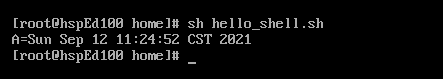 [root@hspEd100 home]# sh hello_shell.sh
A=Sun Sep 12 11:24:52 CST 2021
[root@hspEd100 home]# _